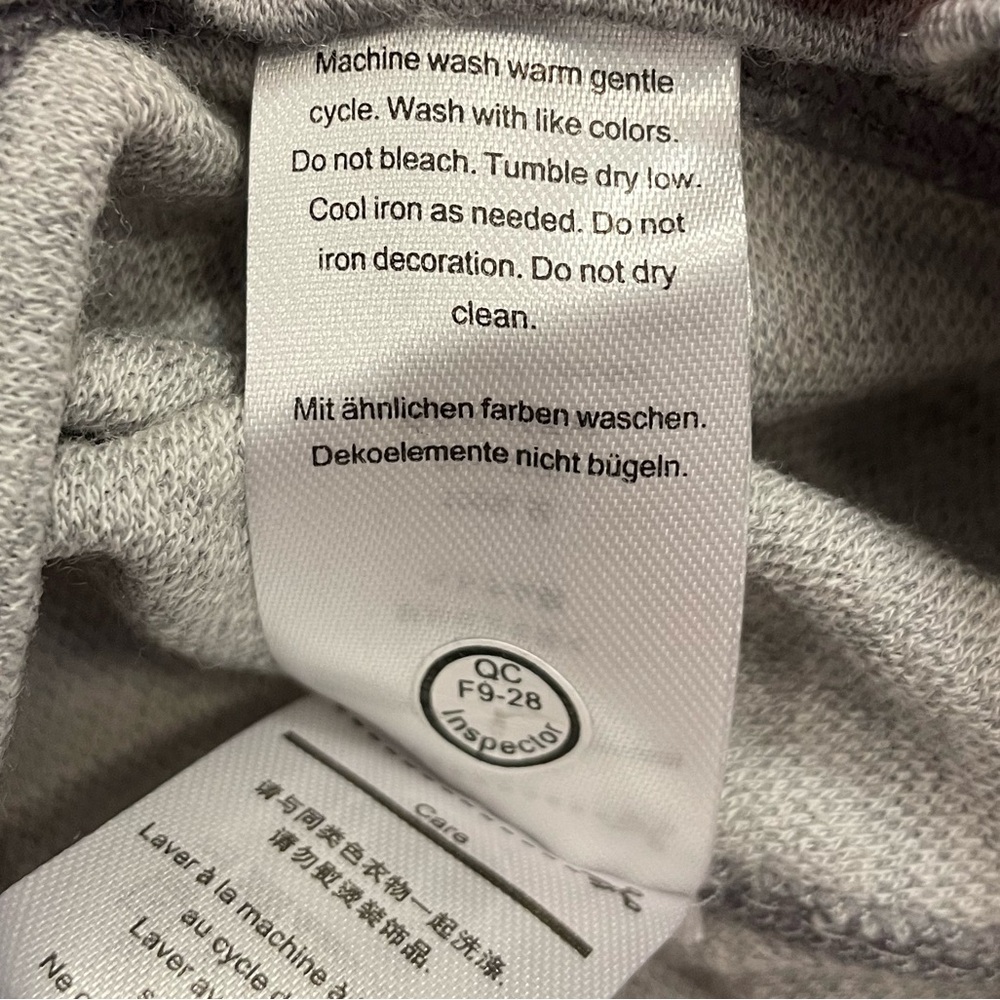 Machine wash warm gentle
cycle. Wash with like colors.
Do not bleach. Tumble dry low.
Cool iron as needed. Do not
iron decoration. Do not dry
clean.
Mit ähnlichen farben waschen.
Dekoelemente nicht bügeln.
QC
F9-28
Inspector
Care
请与同类色衣物一起洗涤.
请勿熨烫装饰品.
Laver à la machine à
au cycle
Laver
Ne